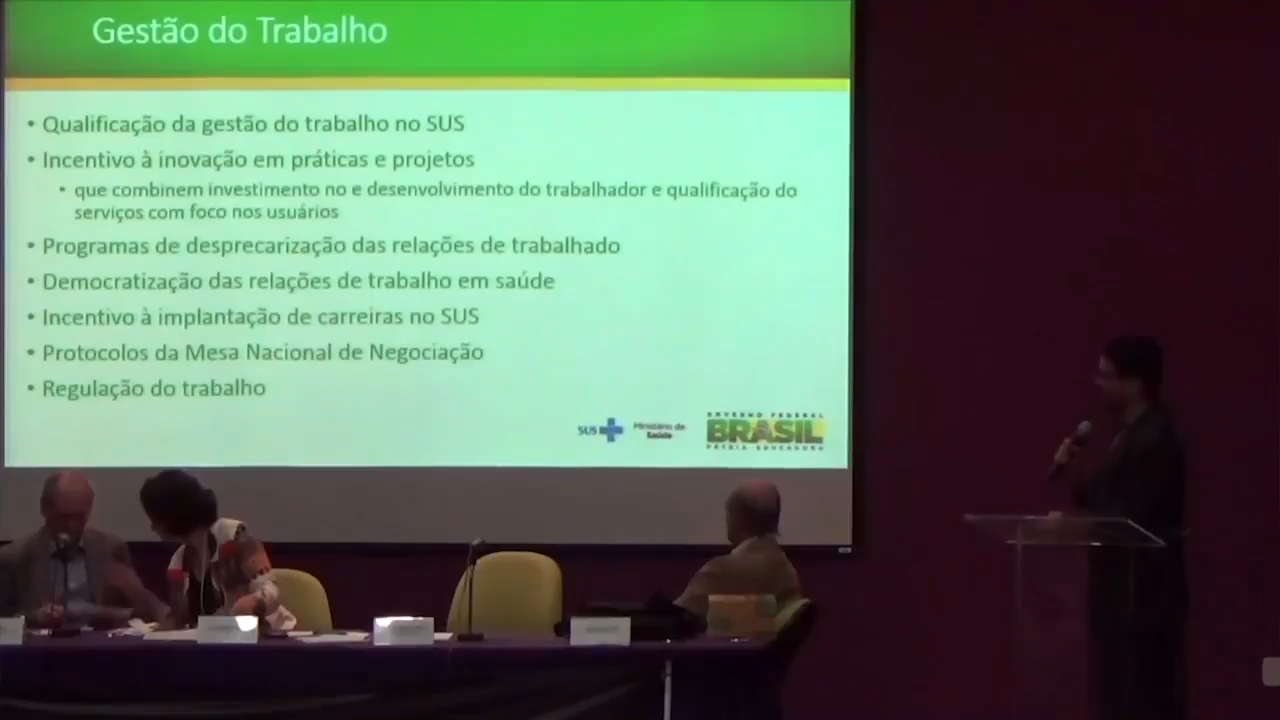 Gestão do Trabalho
• Qualificação da gestão do trabalho no SUS
• Incentivo à inovação em práticas e projetos
• que combinem investimento no e desenvolvimento do trabalhador e qualificação do
serviços com foco nos usuários
• Programas de desprecarização das relações de trabalhado
• Democratização das relações de trabalho em saúde
• Incentivo à implantação de carreiras no SUS
• Protocolos da Mesa Nacional de Negociação
• Regulação do trabalho
SUS
Ministério da
Saúde
GOVERNO FEDERAL
BRASIL
PÁTRIA EDUCADORA